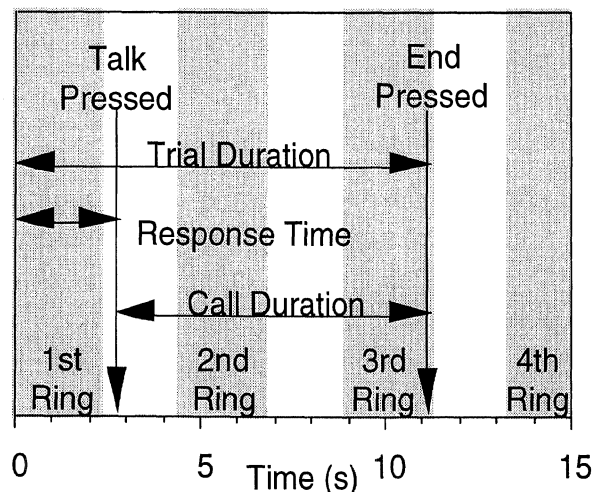 Talk
Pressed
End
Pressed
Trial Duration
Response Time
Call Duration
1st
Ring
2nd
Ring
3rd
Ring
4th
Ring
0
5
10
15
Time (s)